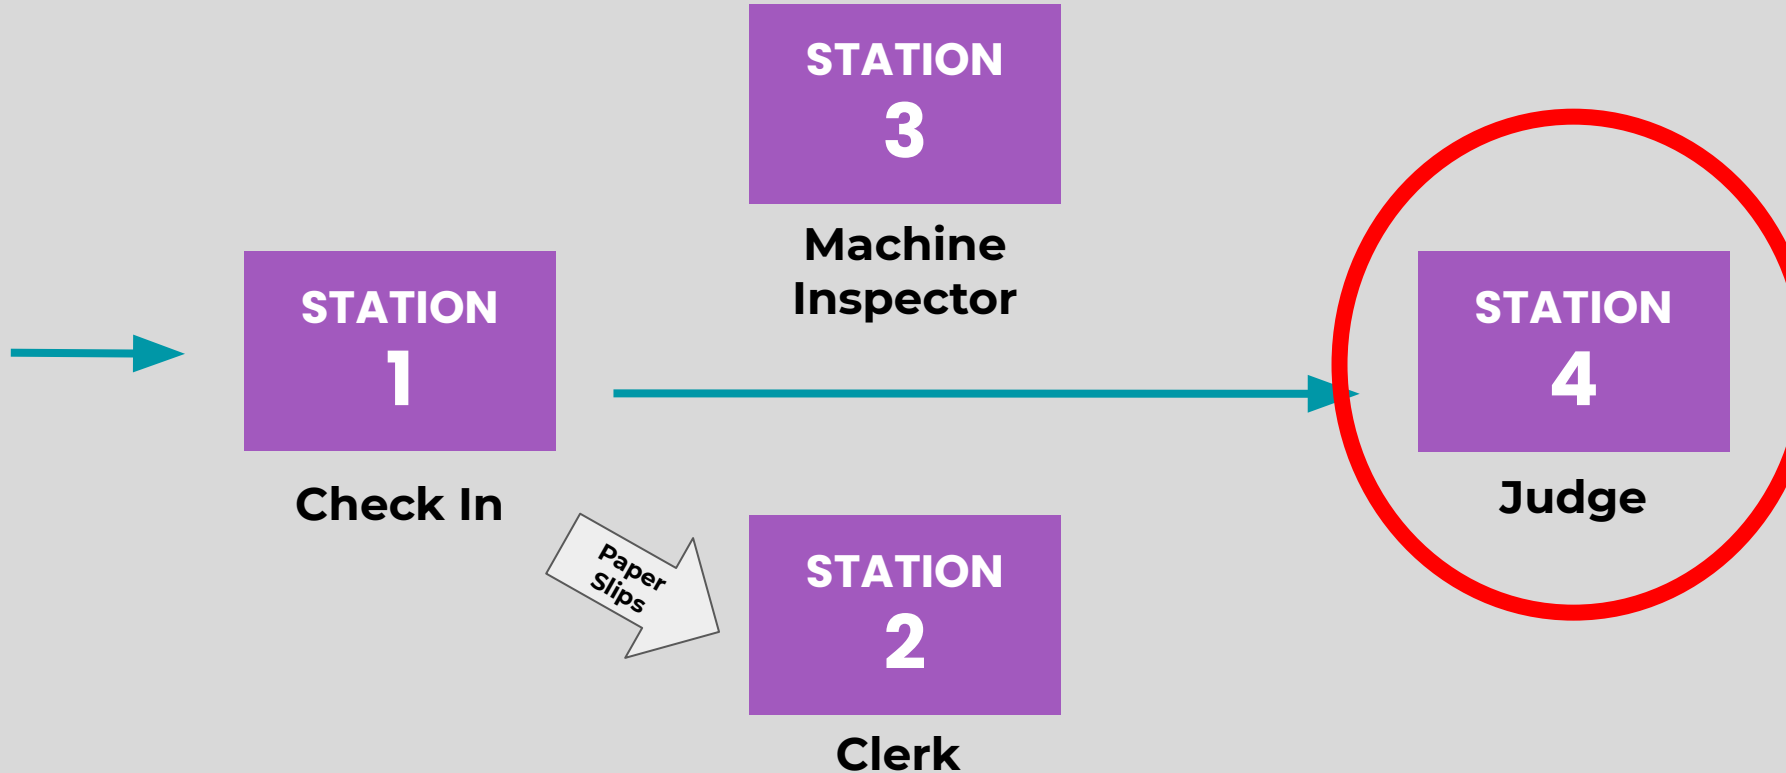 STATION
3
Machine
Inspector
STATION
1
Check In
STATION
4
Judge
Paper
Slips
STATION
2
Clerk